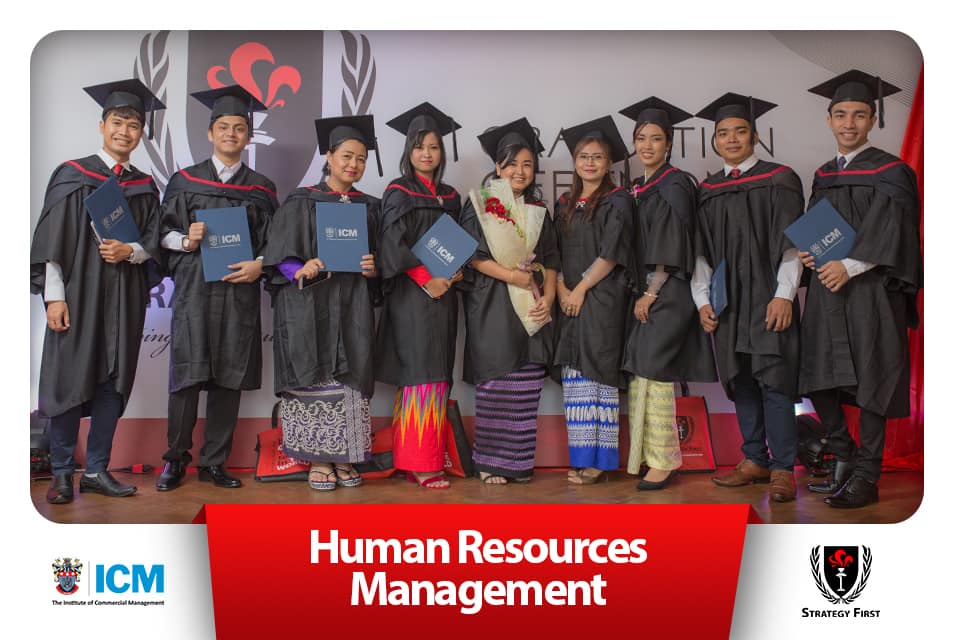 ICM
ICM
ICM
ICM
ICM
Human Resources
Management
ICM
The Institute of Commercial Management
STRATEGY FIRST